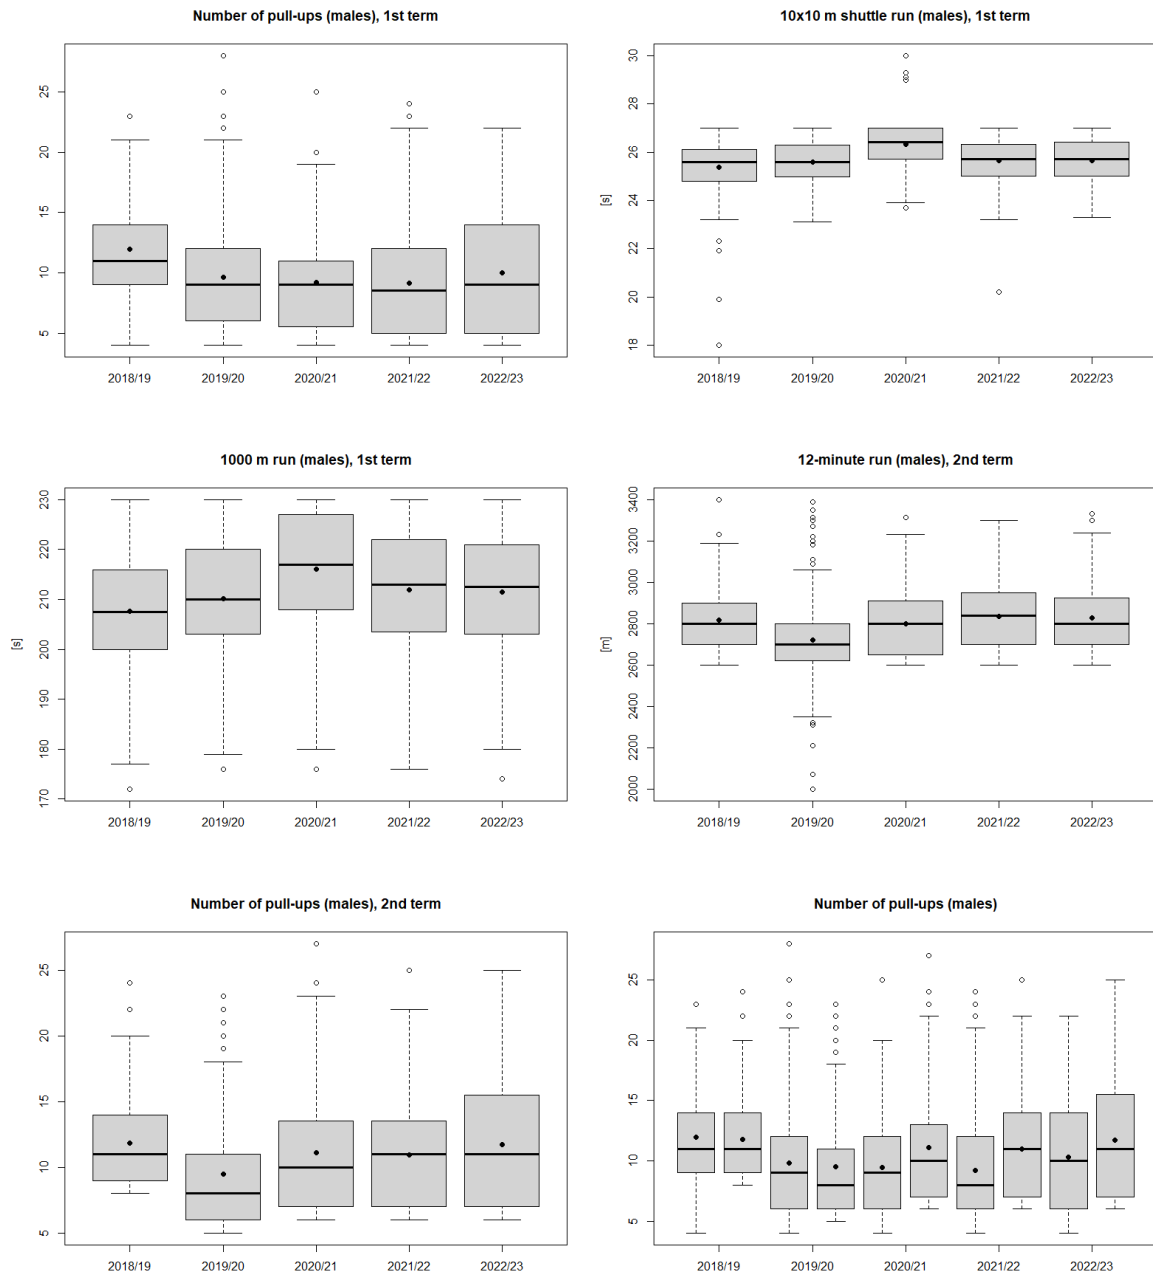 Number of pull-ups (males), 1st term
25
20
15
10
5
2018/19 2019/20 2020/21 2021/22 2022/23
10x10 m shuttle run (males), 1st term
[s]
30
28
26
24
22
20
18
2018/19 2019/20 2020/21 2021/22 2022/23
1000 m run (males), 1st term
[s]
230
220
210
200
190
180
170
2018/19 2019/20 2020/21 2021/22 2022/23
12-minute run (males), 2nd term
[m]
3400
3200
3000
2800
2600
2400
2200
2000
2018/19 2019/20 2020/21 2021/22 2022/23
Number of pull-ups (males), 2nd term
25
20
15
10
5
2018/19 2019/20 2020/21 2021/22 2022/23
Number of pull-ups (males)
25
20
15
10
5
2018/19 2019/20 2020/21 2021/22 2022/23